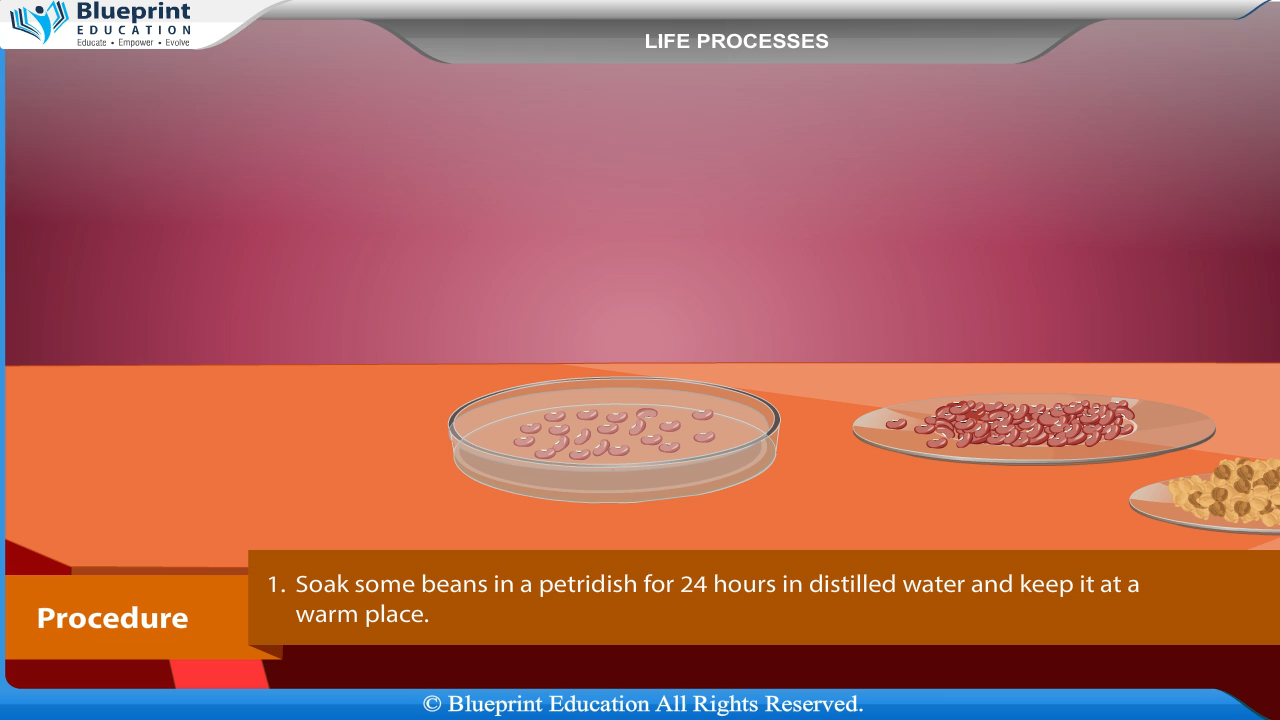 Blueprint
EDUCATION
Educate • Empower • Evolve
LIFE PROCESSES
Procedure
1. Soak some beans in a petridish for 24 hours in distilled water and keep it at a
warm place.
© Blueprint Education All Rights Reserved.